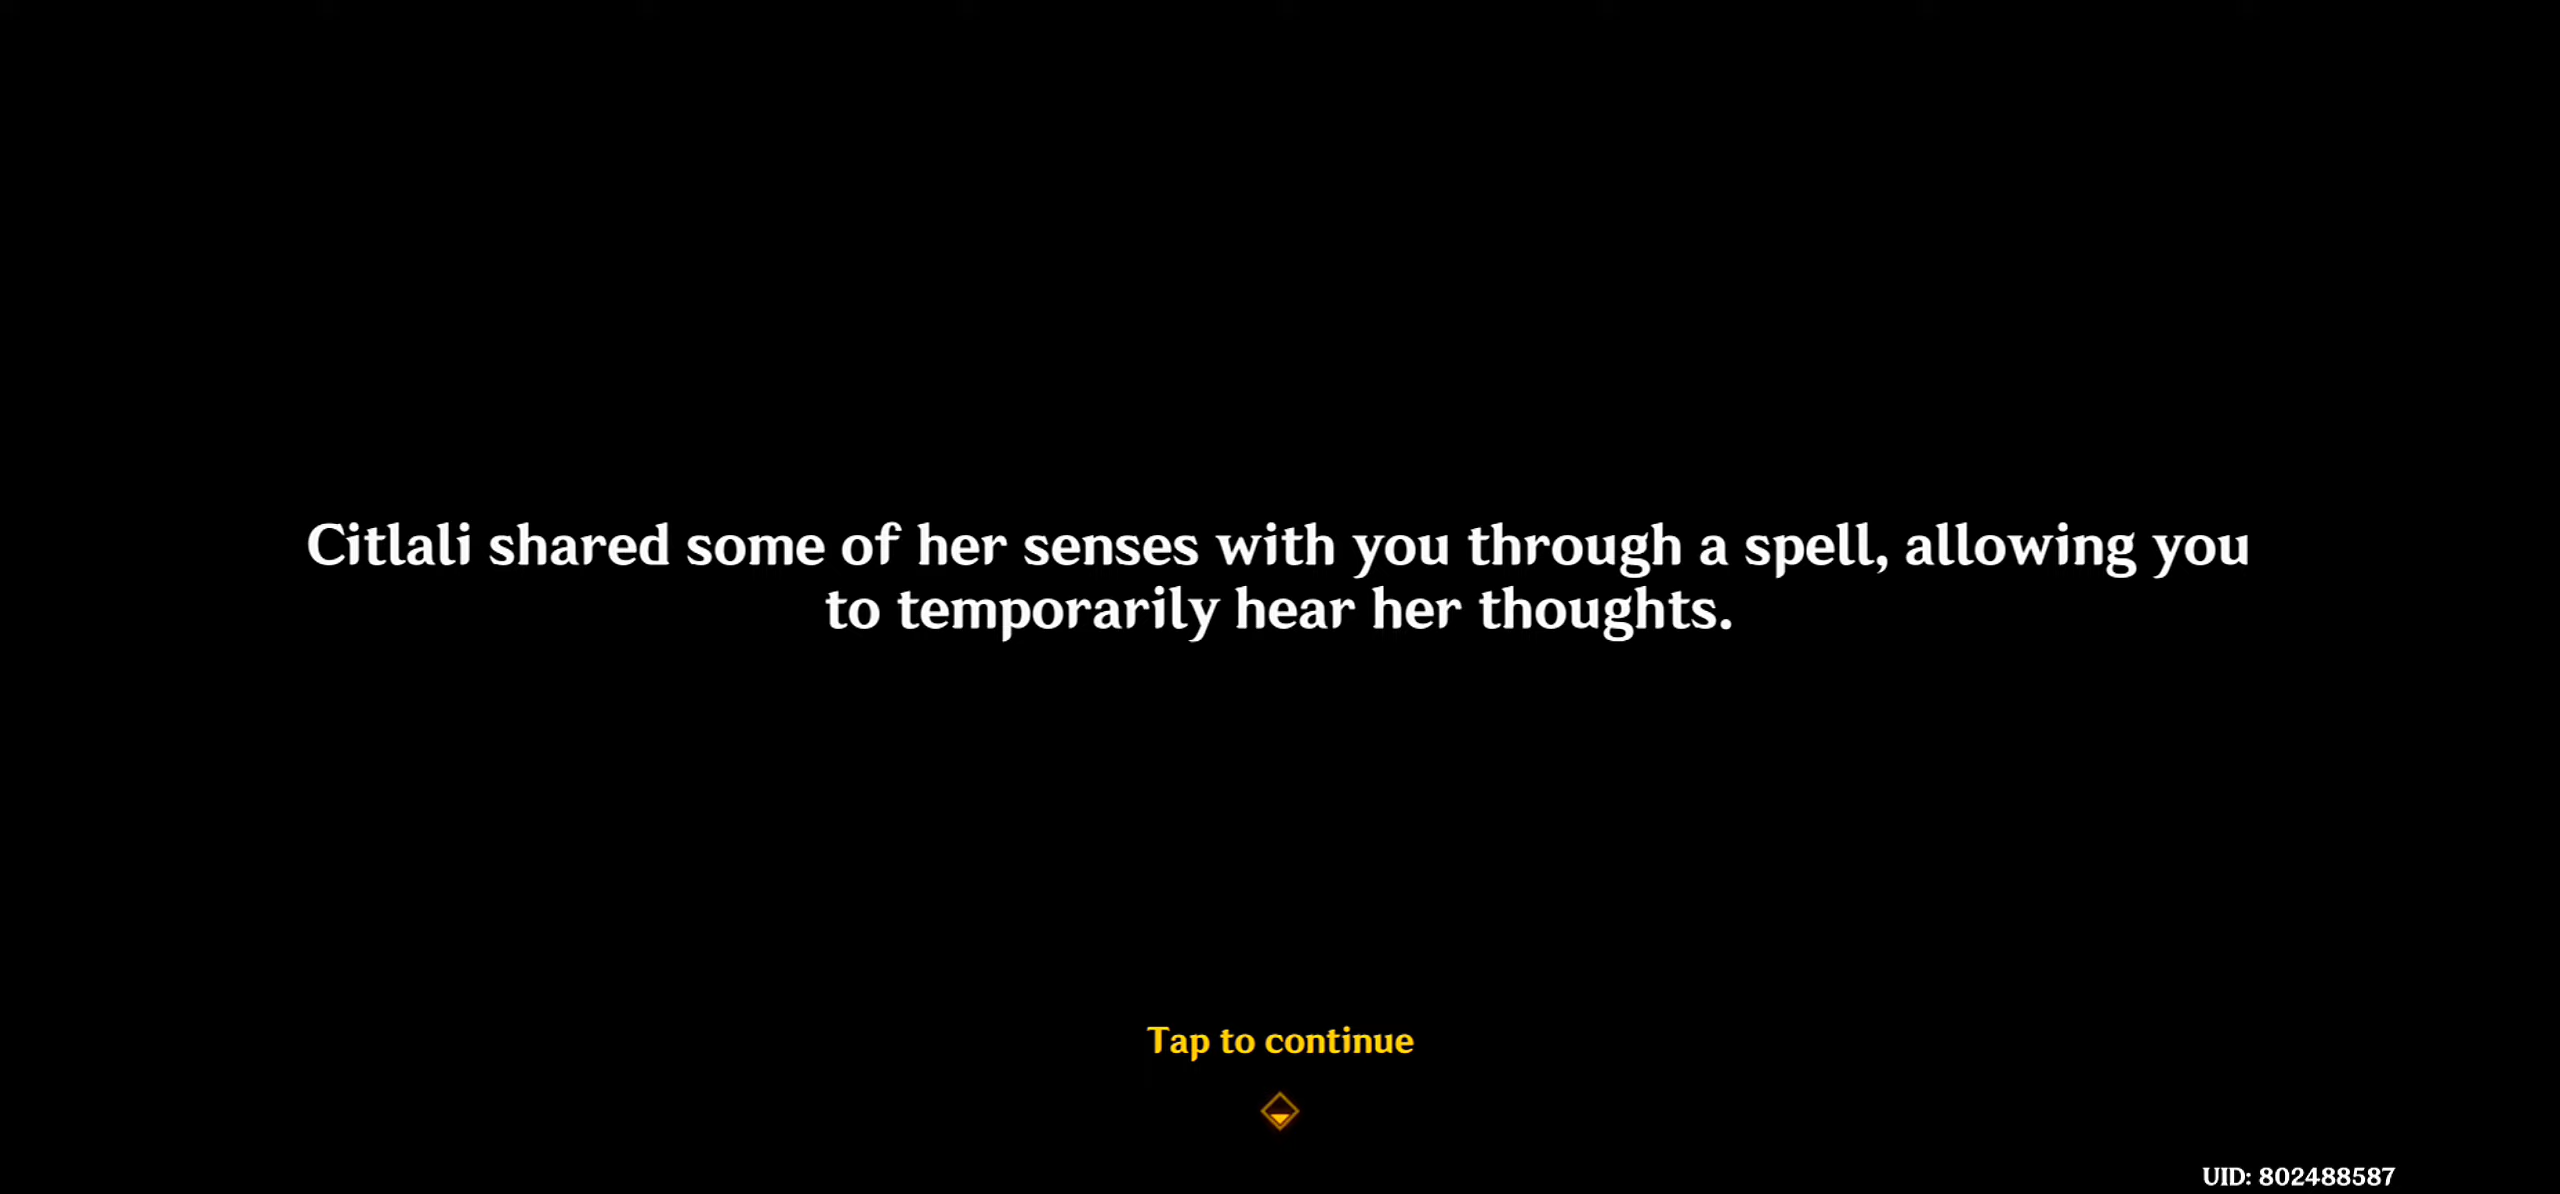 Citlali shared some of her senses with you through a spell, allowing you
to temporarily hear her thoughts.
Tap to continue
UID: 802488587